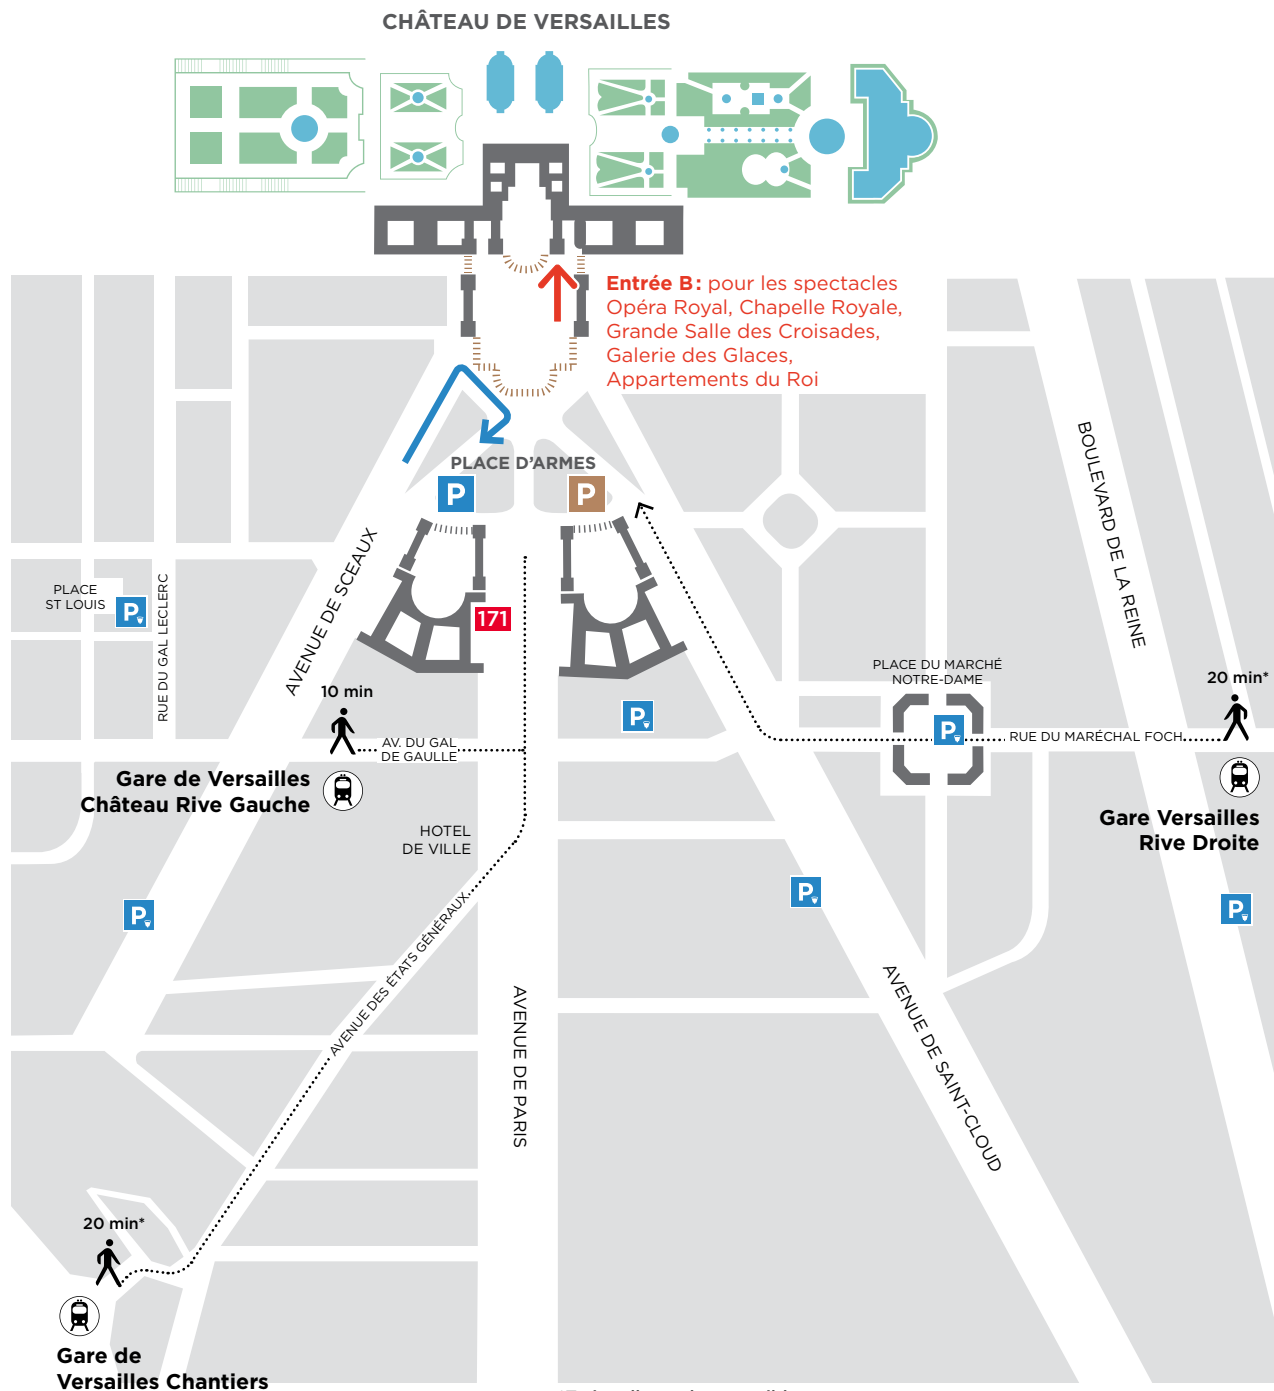 CHÂTEAU DE VERSAILLES
Entrée B : pour les spectacles
Opéra Royal, Chapelle Royale,
Grande Salle des Croisades,
Galerie des Glaces,
Appartements du Roi
PLACE D'ARMES
P
P
BOULEVARD DE LA REINE
AVENUE DE SCEAUX
PLACE
ST LOUIS
P
RUE DU GAL LECLERC
171
10 min
PLACE DU MARCHÉ
NOTRE-DAME
20 min*
P
P
AV. DU GAL
DE GAULLE
RUE DU MARÉCHAL FOCH
Gare de Versailles
Château Rive Gauche
Gare Versailles
Rive Droite
HOTEL
DE VILLE
P
P
P
AVENUE DES ÉTATS GÉNÉRAUX
AVENUE DE PARIS
AVENUE DE SAINT-CLOUD
20 min*
Gare de
Versailles Chantiers